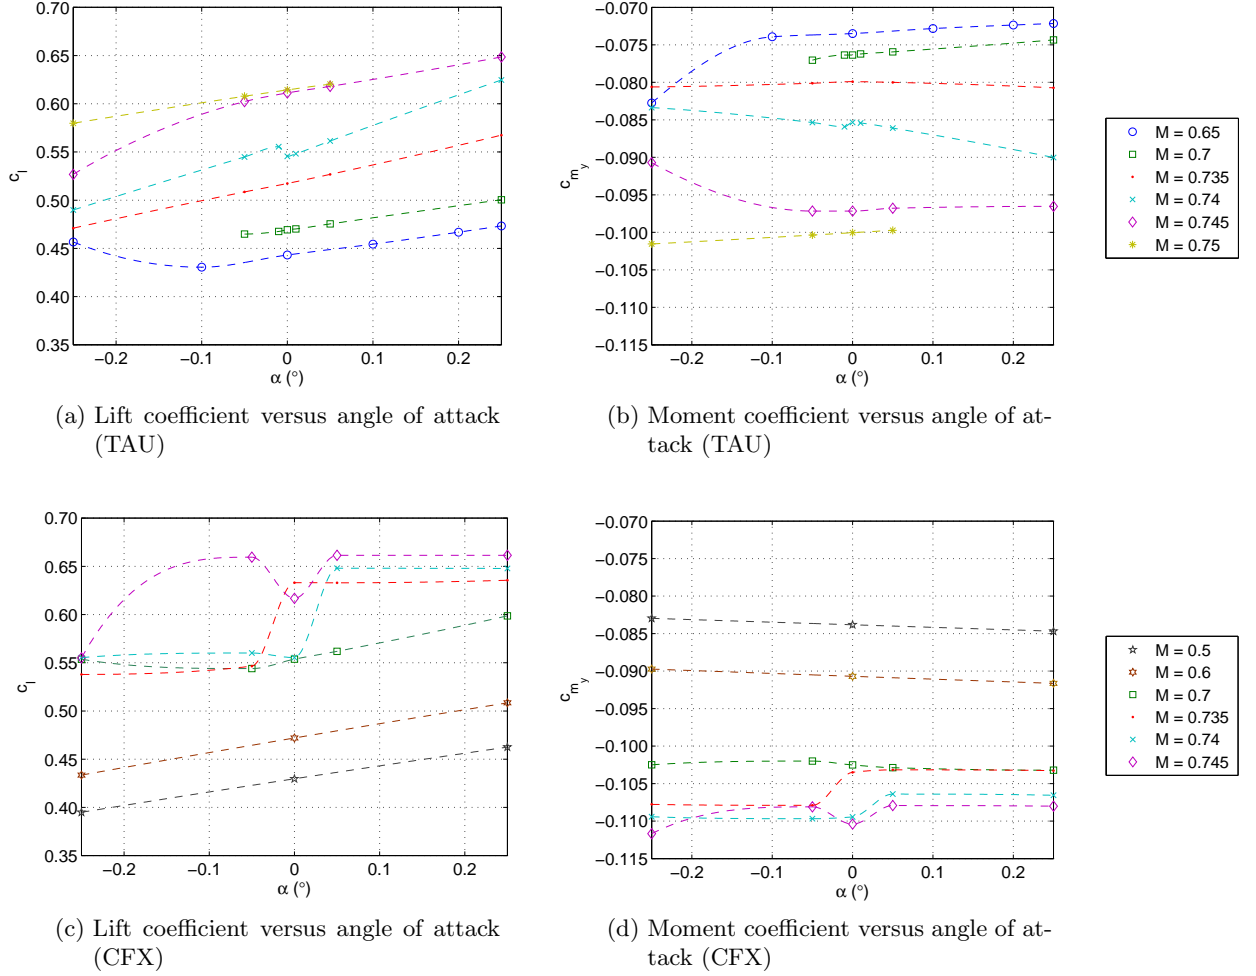 0.70
0.65
0.60
0.55
0.50
0.45
0.40
0.35
c_l
−0.2
−0.1
0
0.1
0.2
α (°)
(a) Lift coefficient versus angle of attack
(TAU)
−0.070
−0.075
−0.080
−0.085
−0.090
−0.095
−0.100
−0.105
−0.110
−0.115
c_{m_y}
−0.2
−0.1
0
0.1
0.2
α (°)
(b) Moment coefficient versus angle of at-
tack (TAU)
M = 0.65
M = 0.7
M = 0.735
M = 0.74
M = 0.745
M = 0.75
0.70
0.65
0.60
0.55
0.50
0.45
0.40
0.35
c_l
−0.2
−0.1
0
0.1
0.2
α (°)
(c) Lift coefficient versus angle of attack
(CFX)
−0.070
−0.075
−0.080
−0.085
−0.090
−0.095
−0.100
−0.105
−0.110
−0.115
c_{m_y}
−0.2
−0.1
0
0.1
0.2
α (°)
(d) Moment coefficient versus angle of at-
tack (CFX)
M = 0.5
M = 0.6
M = 0.7
M = 0.735
M = 0.74
M = 0.745